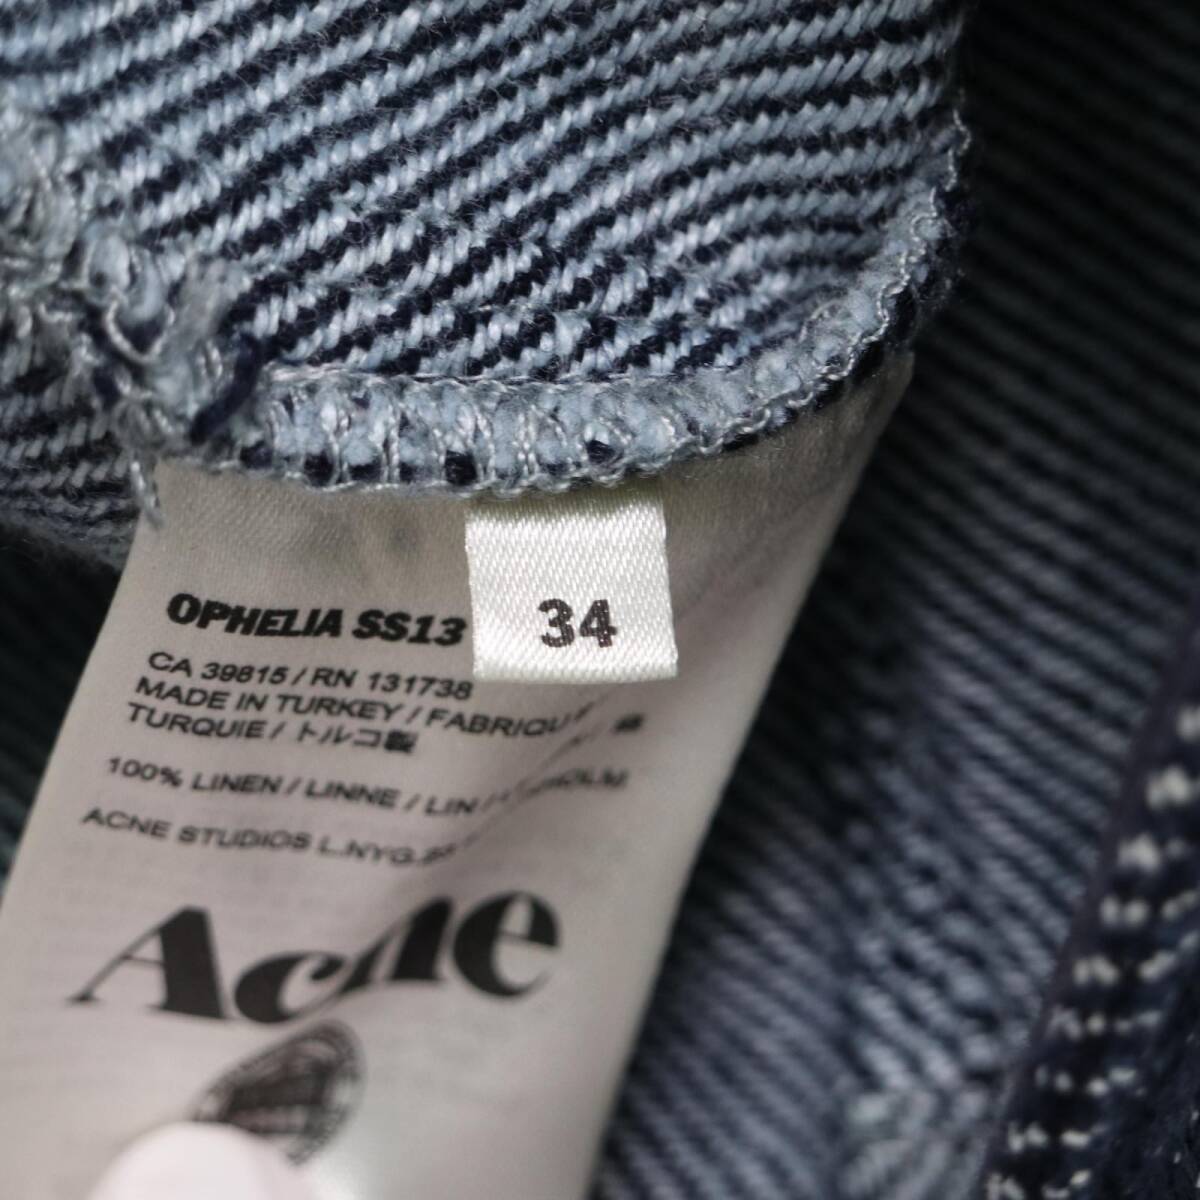 34
OPHELIA SS13
CA 39815 / RN 131738
MADE IN TURKEY /
TURQUIE / トルコ製
100% LINEN / LINNE / LIN /
ACNE STUDIOS
Acne